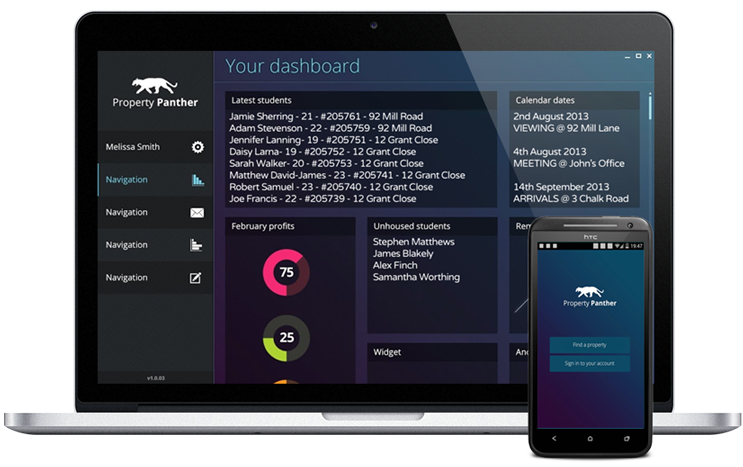 Your dashboard
Property Panther
Melissa Smith
Navigation
Navigation
Navigation
Navigation
v1.0.03
Latest students
Jamie Sherring - 21 - #205761 - 92 Mill Road
Adam Stevenson - 22 - #205759 - 92 Mill Road
Jennifer Lanning- 19 - #205751 - 12 Grant Close
Daisy Larna- 19 - #205752 - 12 Grant Close
Sarah Walker- 20 - #205753 - 12 Grant Close
Matthew David-James - 23 - #205741 - 12 Grant Close
Robert Samuel - 23 - #205740 - 12 Grant Close
Joe Francis - 22 - #205739 - 12 Grant Close
Calendar dates
2nd August 2013
VIEWING @ 92 Mill Lane
4th August 2013
MEETING @ John's Office
14th September 2013
ARRIVALS @ 3 Chalk Road
February profits
75
25
Unhoused students
Stephen Matthews
James Blakely
Alex Finch
Samantha Worthing
Widget
hTC
19:47
Property Panther
Find a property
Sign in to your account